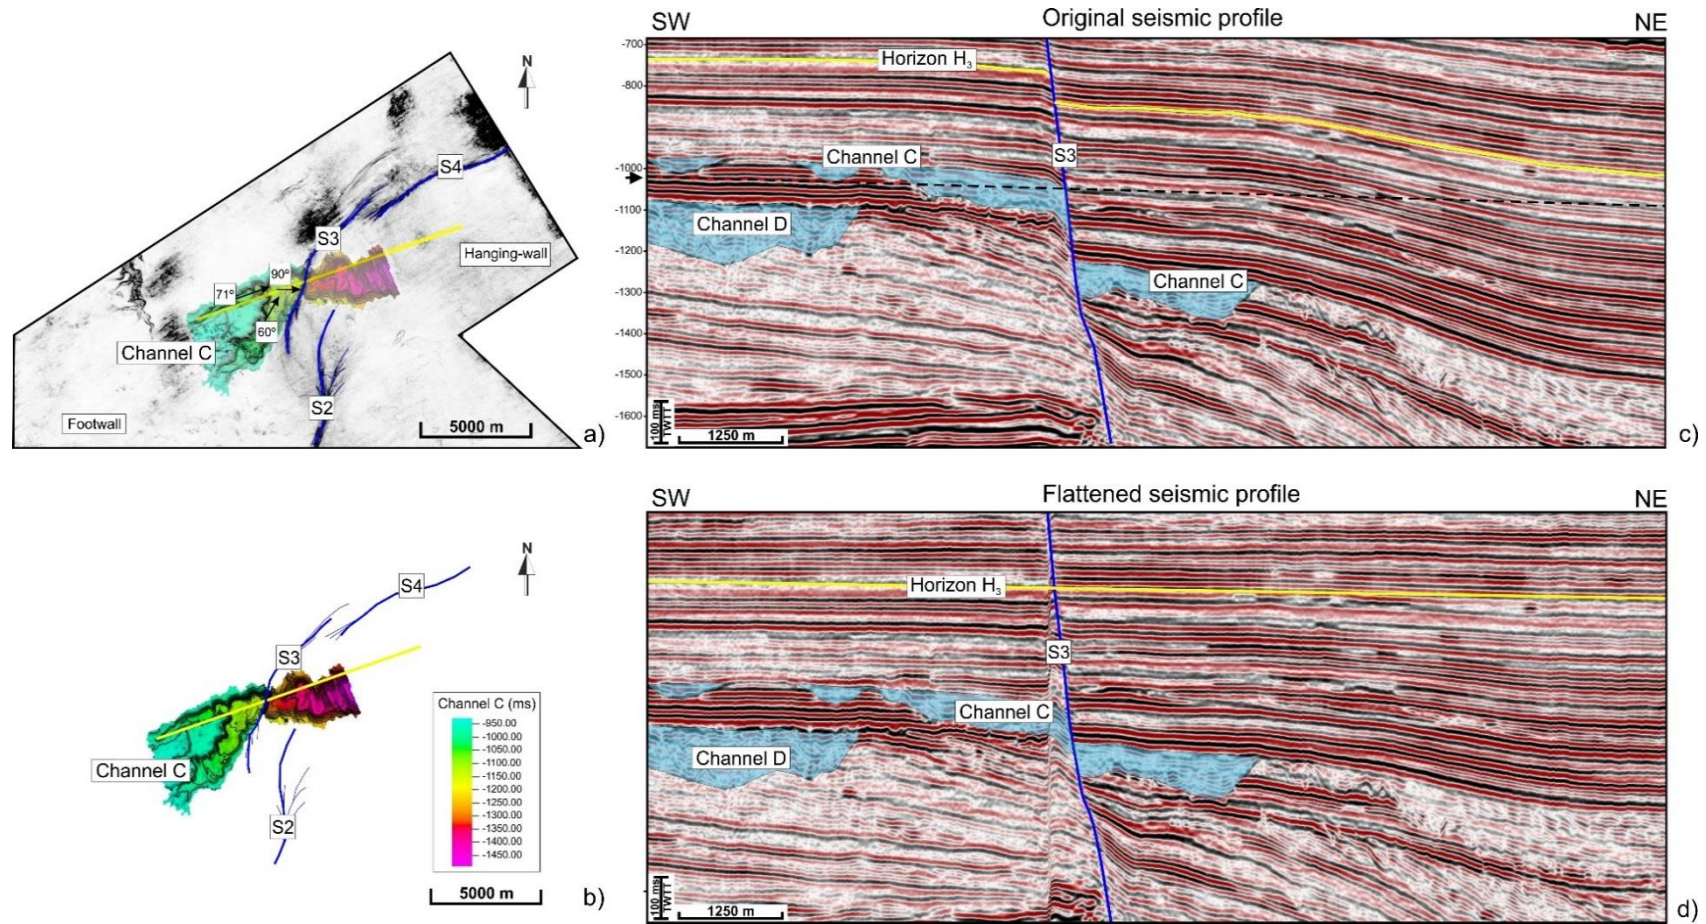 N
S4
S3
Hanging-wall
90º
71º
60º
Channel C
S2
Footwall
5000 m
a)
SW
Original seismic profile
NE
-700
-800
-900
-1000
-1100
-1200
-1300
-1400
-1500
-1600
Horizon H₃
Channel C
S3
Channel D
Channel C
100 ms
TWTT
1250 m
c)
N
S4
S3
Channel C
S2
Channel C (ms)
-950.00
-1000.00
-1050.00
-1100.00
-1150.00
-1200.00
-1250.00
-1300.00
-1350.00
-1400.00
-1450.00
5000 m
b)
SW
Flattened seismic profile
NE
Horizon H₃
S3
Channel C
Channel D
100 ms
TWTT
1250 m
d)